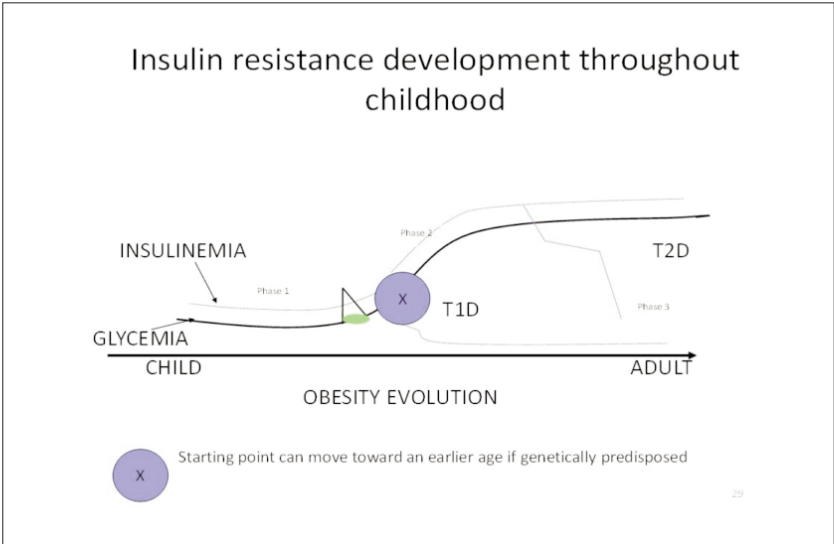 Insulin resistance development throughout
childhood
Phase 2
INSULINEMIA
T2D
Phase 1
X
T1D
Phase 3
GLYCEMIA
CHILD
ADULT
OBESITY EVOLUTION
X
Starting point can move toward an earlier age if genetically predisposed
29